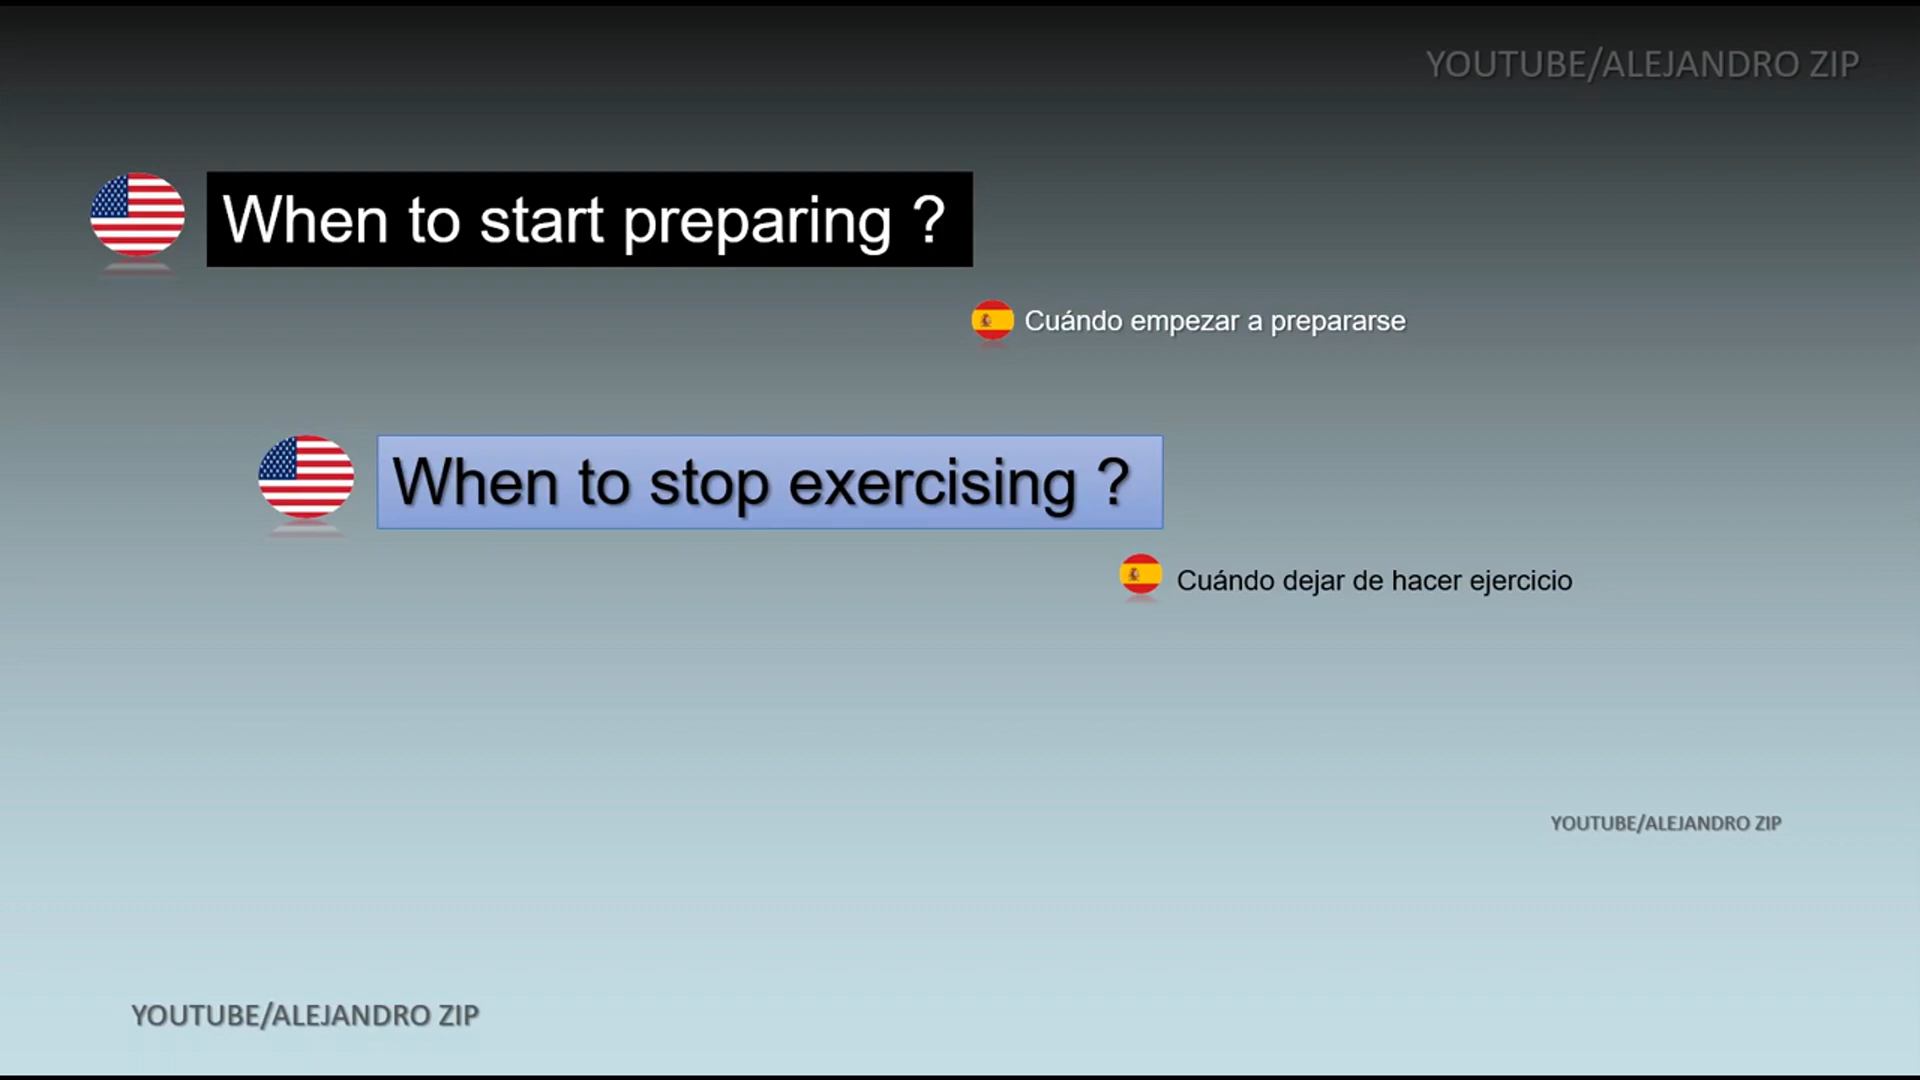 YOUTUBE/ALEJANDRO ZIP
When to start preparing ?
Cuándo empezar a prepararse
When to stop exercising ?
Cuándo dejar de hacer ejercicio
YOUTUBE/ALEJANDRO ZIP
YOUTUBE/ALEJANDRO ZIP